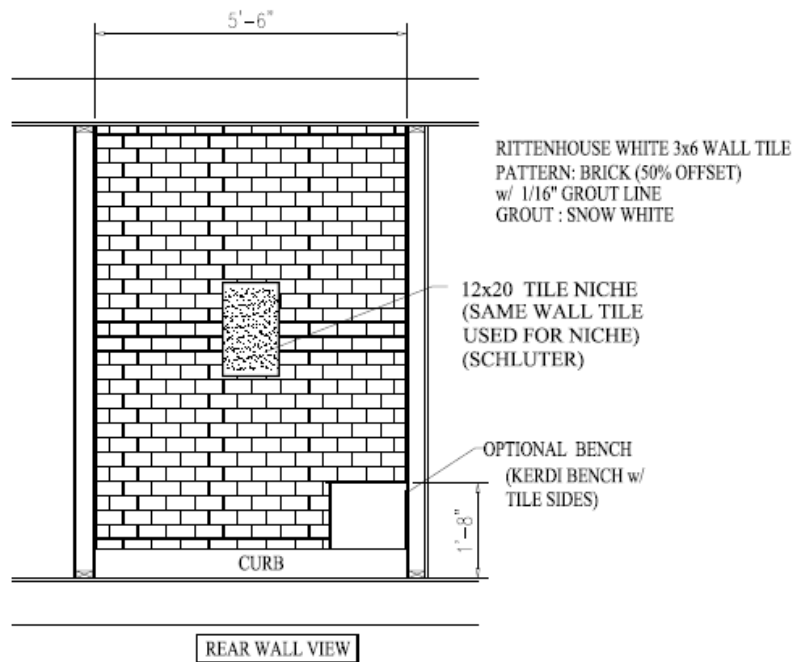 5'-6"
RITTENHOUSE WHITE 3x6 WALL TILE
PATTERN: BRICK (50% OFFSET)
w/ 1/16" GROUT LINE
GROUT : SNOW WHITE
12x20 TILE NICHE
(SAME WALL TILE
USED FOR NICHE)
(SCHLUTER)
OPTIONAL BENCH
(KERDI BENCH w/
TILE SIDES)
1'-8"
CURB
REAR WALL VIEW